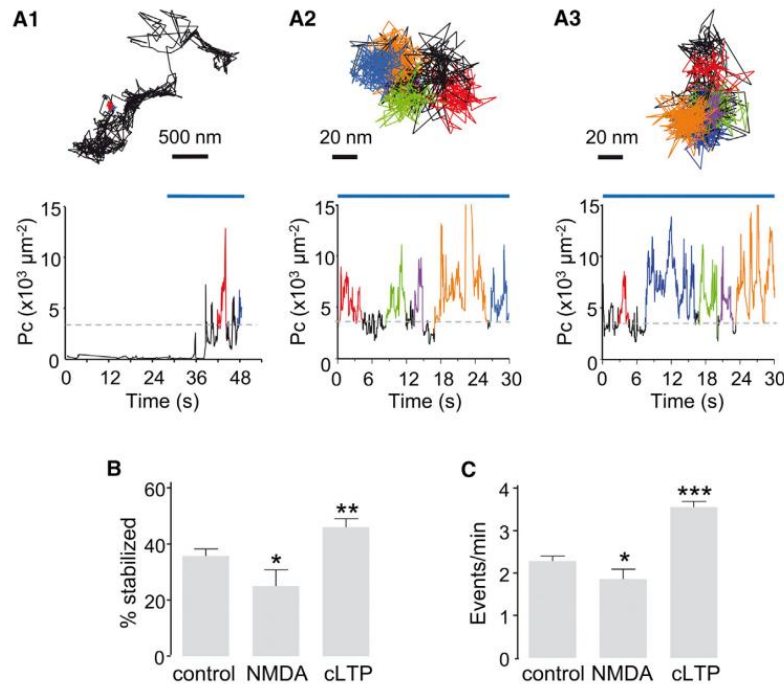 A1
A2
A3
500 nm
20 nm
20 nm
Pc (x10³ µm⁻²)
15
10
5
0
0 12 24 36 48
Time (s)
Pc (x10³ µm⁻²)
15
10
5
0
0 6 12 18 24 30
Time (s)
Pc (x10³ µm⁻²)
15
10
5
0
0 6 12 18 24 30
Time (s)
B
% stabilized
60
40
20
0
*
**
control NMDA cLTP
C
Events/min
4
3
2
1
0
*
***
control NMDA cLTP